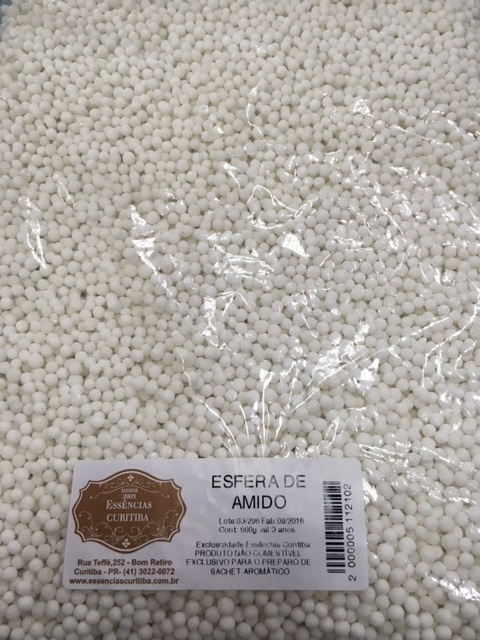 DESDE
2005
ESSÊNCIAS
CURITIBA
Rua Teffé,252 - Bom Retiro
Curitiba - PR- (41) 3022-0072
www.essenciascuritiba.com.br
ESFERA DE
AMIDO
Lote:03/296 Fab:09/2016
Cont. 500g val 3 anos
Exclusividade Essências Curitiba
PRODUTO NÃO COMESTÍVEL
EXCLUSIVO PARA O PREPARO DE
SACHET AROMÁTICO
2 000005 112102